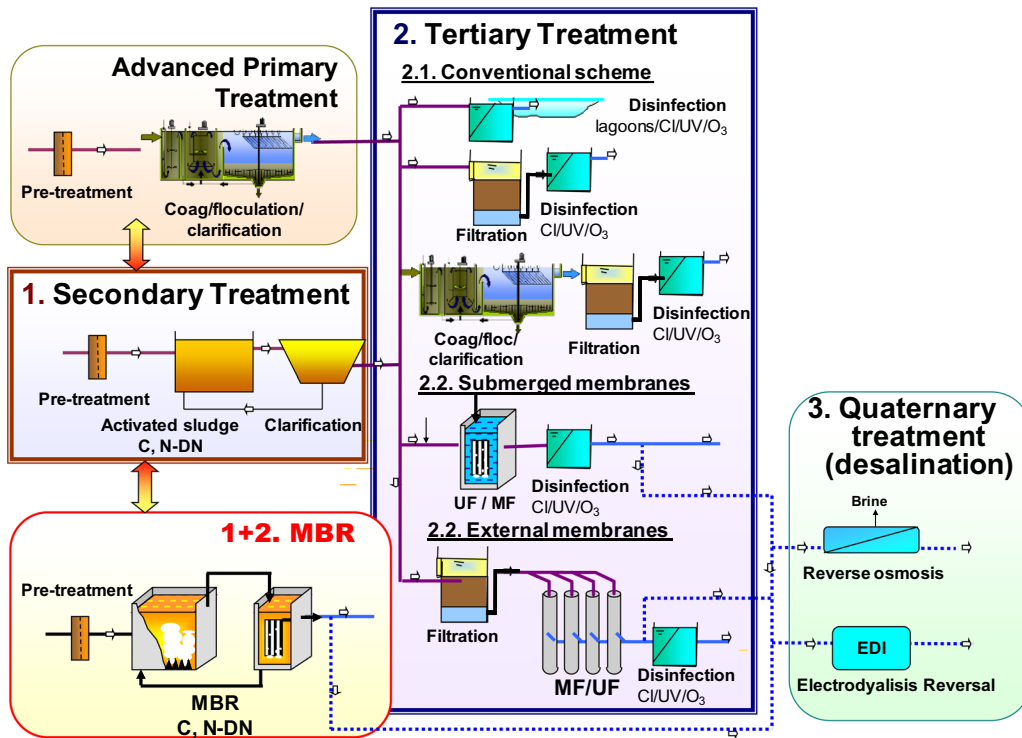 Advanced Primary
Treatment
Pre-treatment
Coag/floculation/
clarification
1. Secondary Treatment
Pre-treatment
Activated sludge
C, N-DN
Clarification
1+2. MBR
Pre-treatment
MBR
C, N-DN
2. Tertiary Treatment
2.1. Conventional scheme
Disinfection
lagoons/Cl/UV/O₃
Filtration
Disinfection
Cl/UV/O₃
Coag/floc/
clarification
Filtration
Disinfection
Cl/UV/O₃
2.2. Submerged membranes
UF / MF
Disinfection
Cl/UV/O₃
2.2. External membranes
Filtration
MF/UF
Disinfection
Cl/UV/O₃
3. Quaternary
treatment
(desalination)
Brine
Reverse osmosis
EDI
Electrodyalisis Reversal